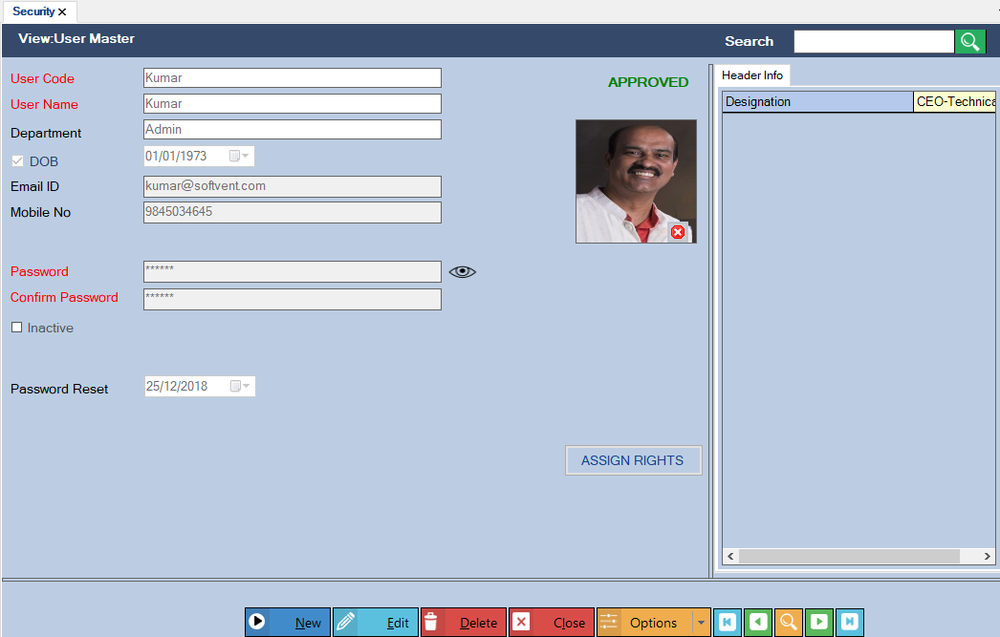 Security
View:User Master
Search
User Code Kumar
APPROVED
Header Info
User Name Kumar
Designation CEO-Technica
Department Admin
DOB 01/01/1973
Email ID kumar@softvent.com
Mobile No 9845034645
Password ******
Confirm Password ******
Inactive
Password Reset 25/12/2018
ASSIGN RIGHTS
New Edit Delete Close Options